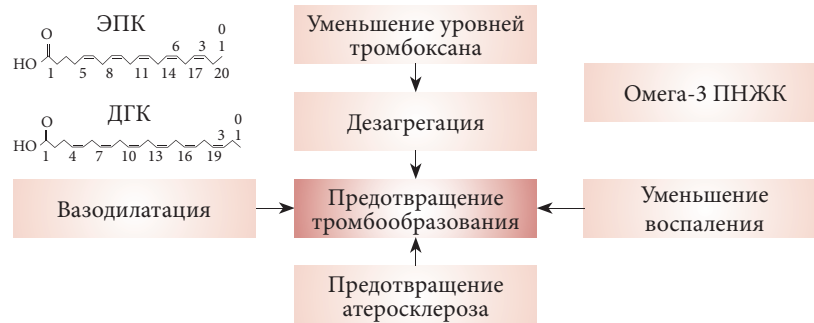 ЭПК
O
HO
1 5 8 11 14 17 20
6 3 1
0
ДГК
O
HO
1 4 7 10 13 16 19
3 1
0
Уменьшение уровней
тромбоксана
Дезагрегация
Омега-3 ПНЖК
Вазодилатация
Предотвращение
тромбообразования
Уменьшение
воспаления
Предотвращение
атеросклероза